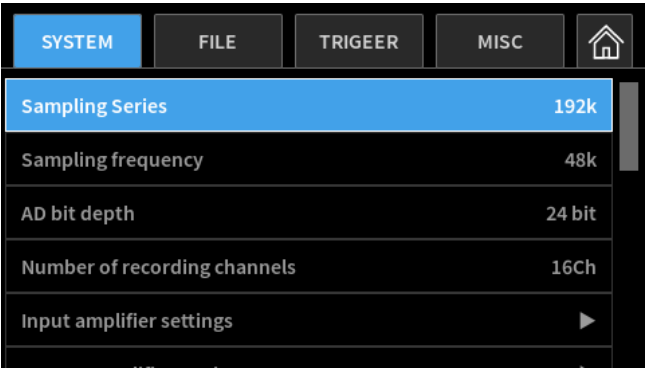 SYSTEM FILE TRIGEER MISC
Sampling Series 192k
Sampling frequency 48k
AD bit depth 24 bit
Number of recording channels 16Ch
Input amplifier settings